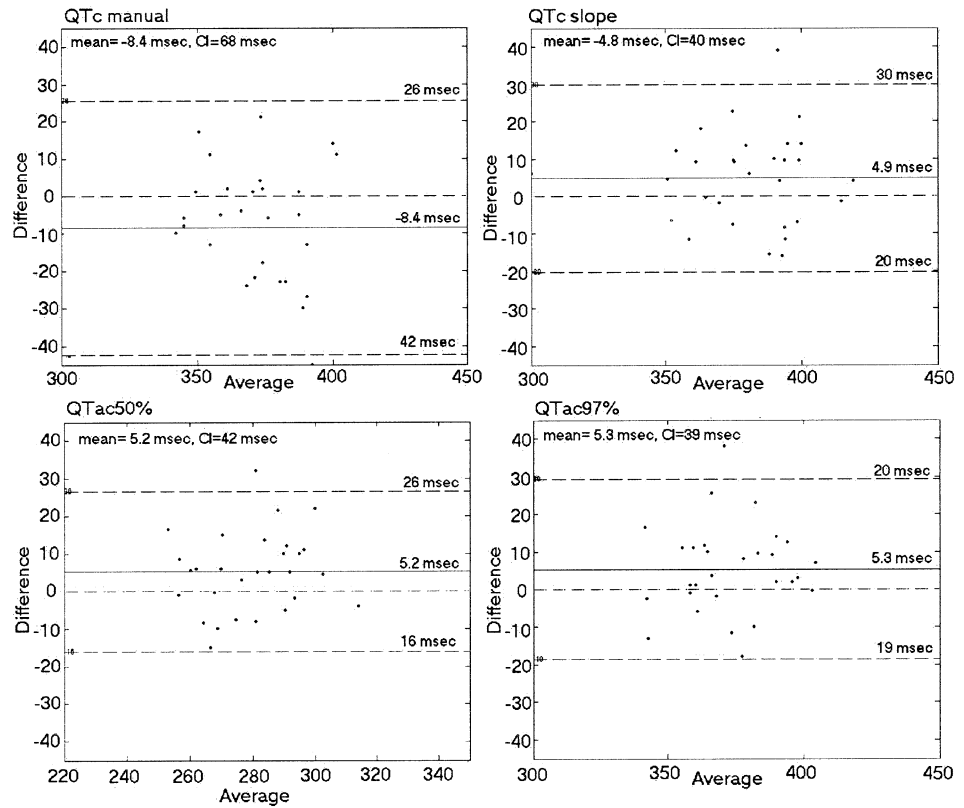 QTc manual
mean= -8.4 msec, CI=68 msec
26 msec
-8.4 msec
42 msec
40
30
20
10
0
-10
-20
-30
-40
Difference
300
350
400
450
Average
QTc slope
mean= -4.8 msec, CI=40 msec
30 msec
4.9 msec
20 msec
40
30
20
10
0
-10
-20
-30
-40
Difference
300
350
400
450
Average
QTac50%
mean= 5.2 msec, CI=42 msec
26 msec
5.2 msec
16 msec
40
30
20
10
0
-10
-20
-30
-40
Difference
220
240
260
280
300
320
340
Average
QTac97%
mean= 5.3 msec, CI=39 msec
20 msec
5.3 msec
19 msec
40
30
20
10
0
-10
-20
-30
-40
Difference
300
350
400
450
Average